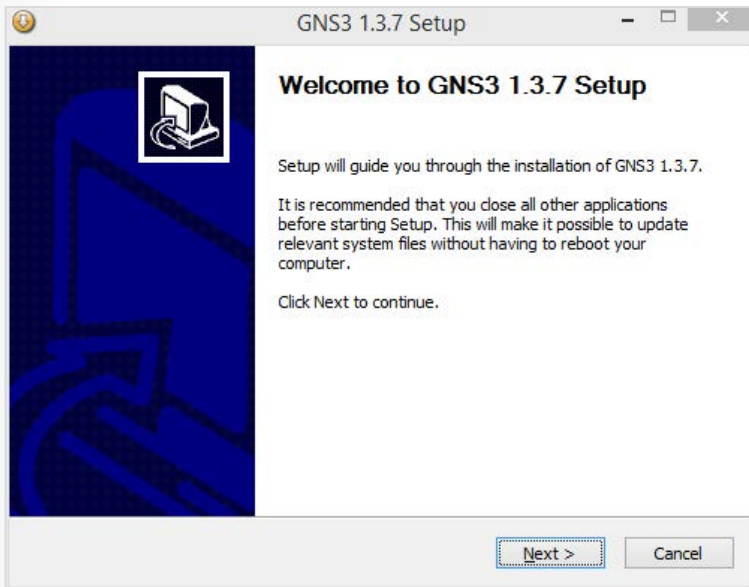 GNS3 1.3.7 Setup
Welcome to GNS3 1.3.7 Setup
Setup will guide you through the installation of GNS3 1.3.7.
It is recommended that you close all other applications
before starting Setup. This will make it possible to update
relevant system files without having to reboot your
computer.
Click Next to continue.
Next >
Cancel